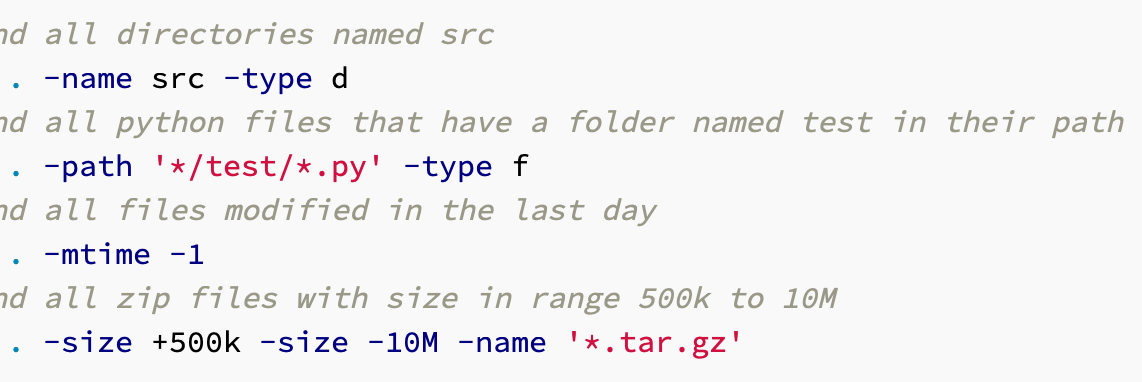 nd all directories named src
. -name src -type d
nd all python files that have a folder named test in their path
. -path '*/test/*.py' -type f
nd all files modified in the last day
. -mtime -1
nd all zip files with size in range 500k to 10M
. -size +500k -size -10M -name '*.tar.gz'